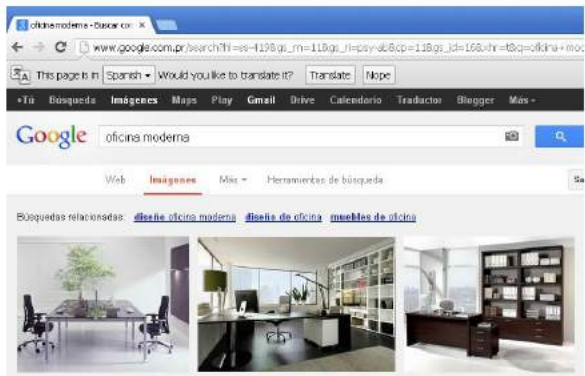 oficina moderna - Buscar con
www.google.com.pr/search?hl=es-419&gs_rn=11&gs_ri=psy-ab&cp=11&gs_id=16&xhr=t&q=oficina+mod
This page is in Spanish Would you like to translate it? Translate Nope
+Tú Búsqueda Imágenes Maps Play Gmail Drive Calendario Traductor Blogger Más
Google oficina moderna
Web Imágenes Más Herramientas de búsqueda
Búsquedas relacionadas: diseño oficina moderna diseño de oficina muebles de oficina